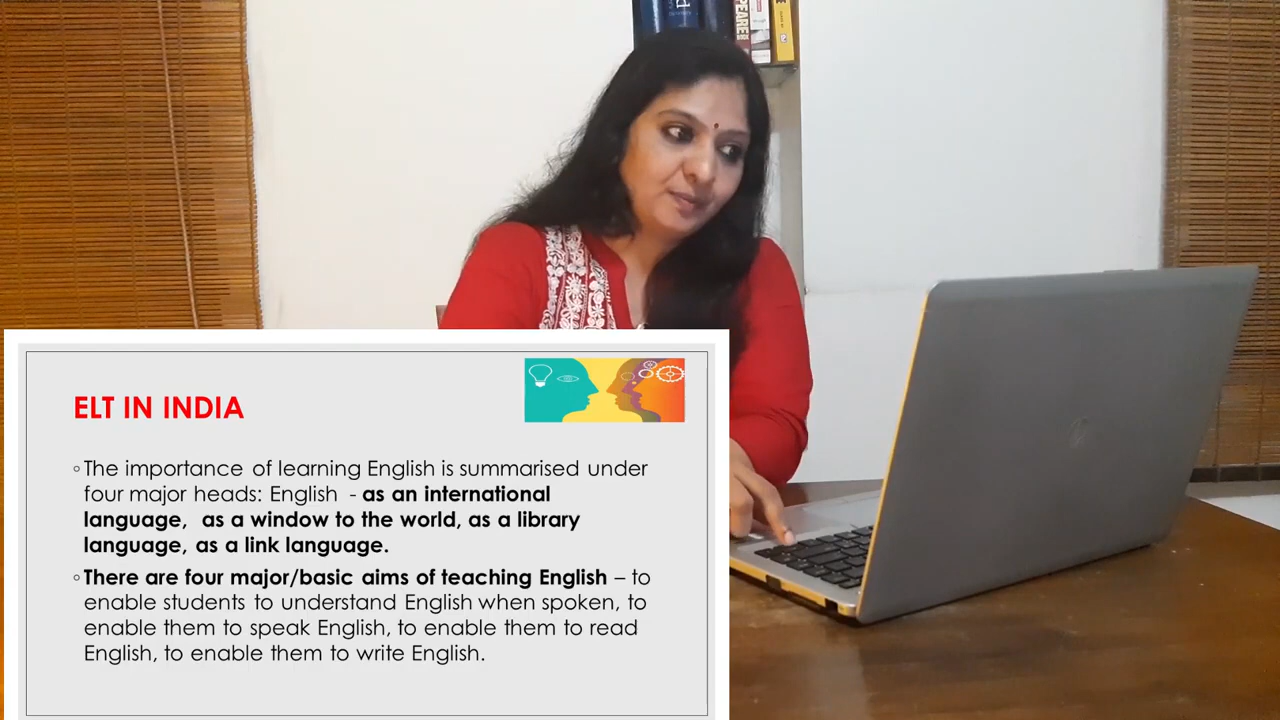 PEARE
ELT IN INDIA
◦ The importance of learning English is summarised under
four major heads: English - as an international
language, as a window to the world, as a library
language, as a link language.
◦ There are four major/basic aims of teaching English – to
enable students to understand English when spoken, to
enable them to speak English, to enable them to read
English, to enable them to write English.